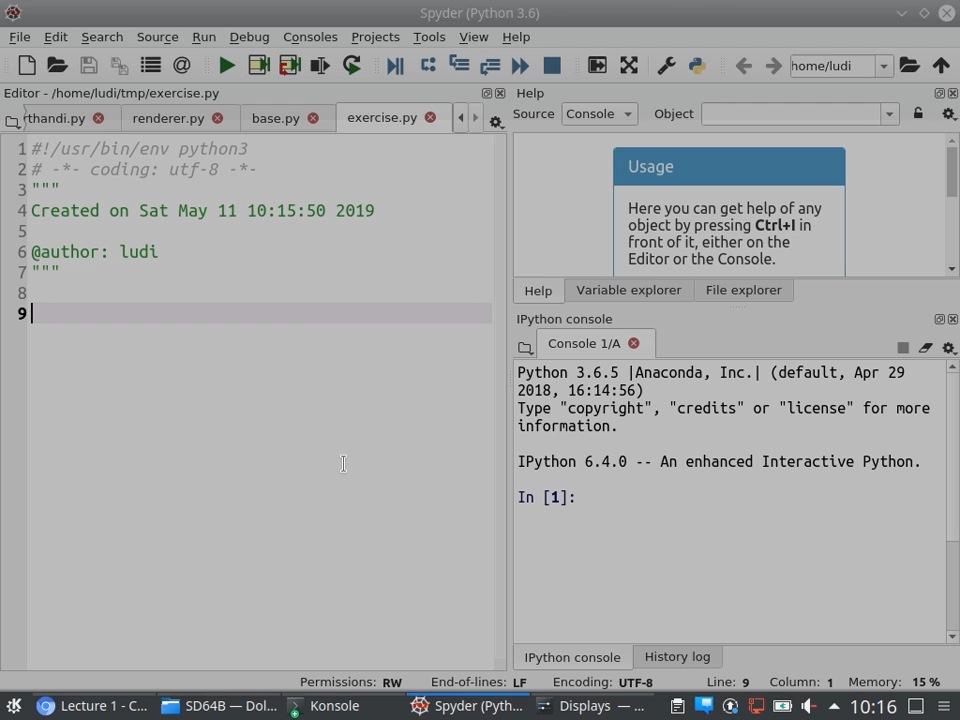 Spyder (Python 3.6)
File Edit Search Source Run Debug Consoles Projects Tools View Help
home/ludi
Editor - /home/ludi/tmp/exercise.py
rthandi.py renderer.py base.py exercise.py
1 #!/usr/bin/env python3
2 # -*- coding: utf-8 -*-
3 """
4 Created on Sat May 11 10:15:50 2019
5
6 @author: ludi
7 """
8
9
Help
Source Console Object
Usage
Here you can get help of any
object by pressing Ctrl+I in
front of it, either on the
Editor or the Console.
Help Variable explorer File explorer
IPython console
Console 1/A
Python 3.6.5 |Anaconda, Inc.| (default, Apr 29
2018, 16:14:56)
Type "copyright", "credits" or "license" for more
information.
IPython 6.4.0 -- An enhanced Interactive Python.
In [1]:
IPython console History log
Permissions: RW End-of-lines: LF Encoding: UTF-8 Line: 9 Column: 1 Memory: 15 %
Lecture 1 - C... SD64B — Dol... Konsole Spyder (Pyth... Displays — ... 10:16